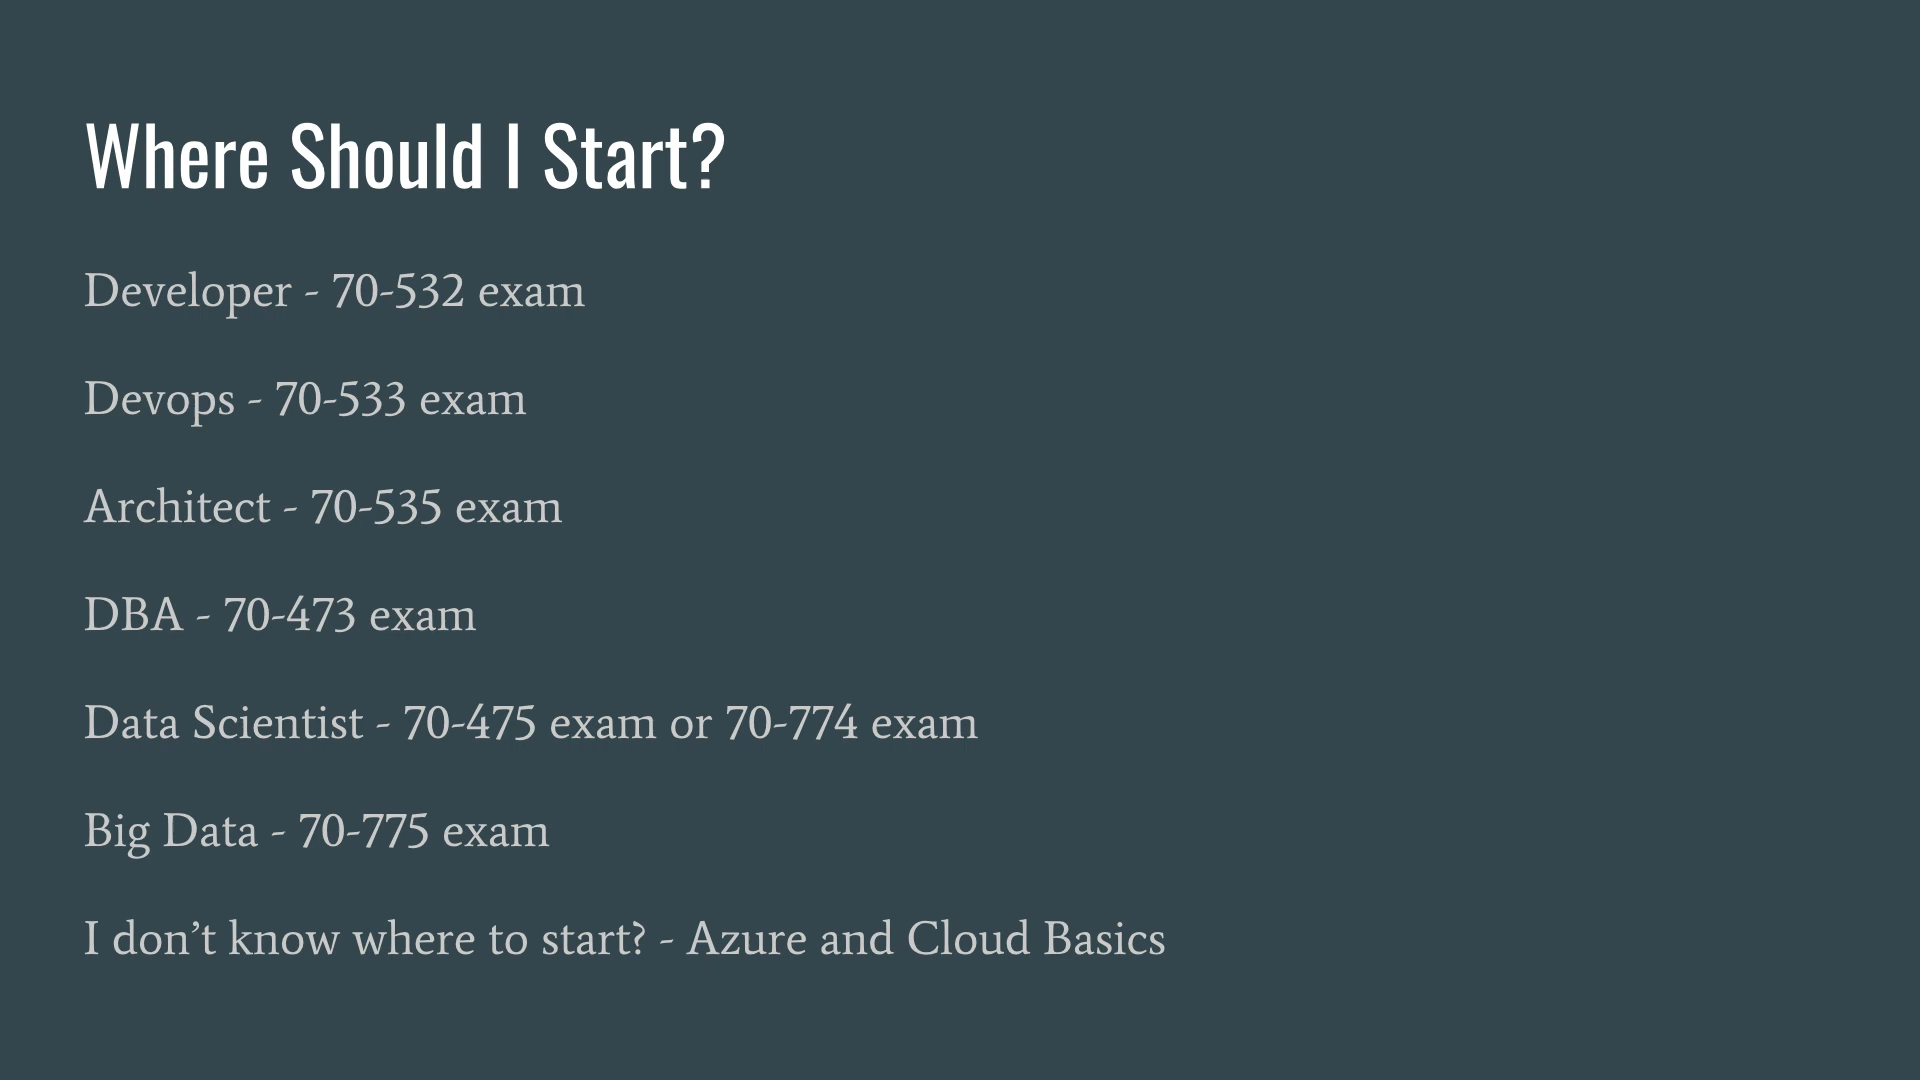 Where Should I Start?
Developer - 70-532 exam
Devops - 70-533 exam
Architect - 70-535 exam
DBA - 70-473 exam
Data Scientist - 70-475 exam or 70-774 exam
Big Data - 70-775 exam
I don’t know where to start? - Azure and Cloud Basics